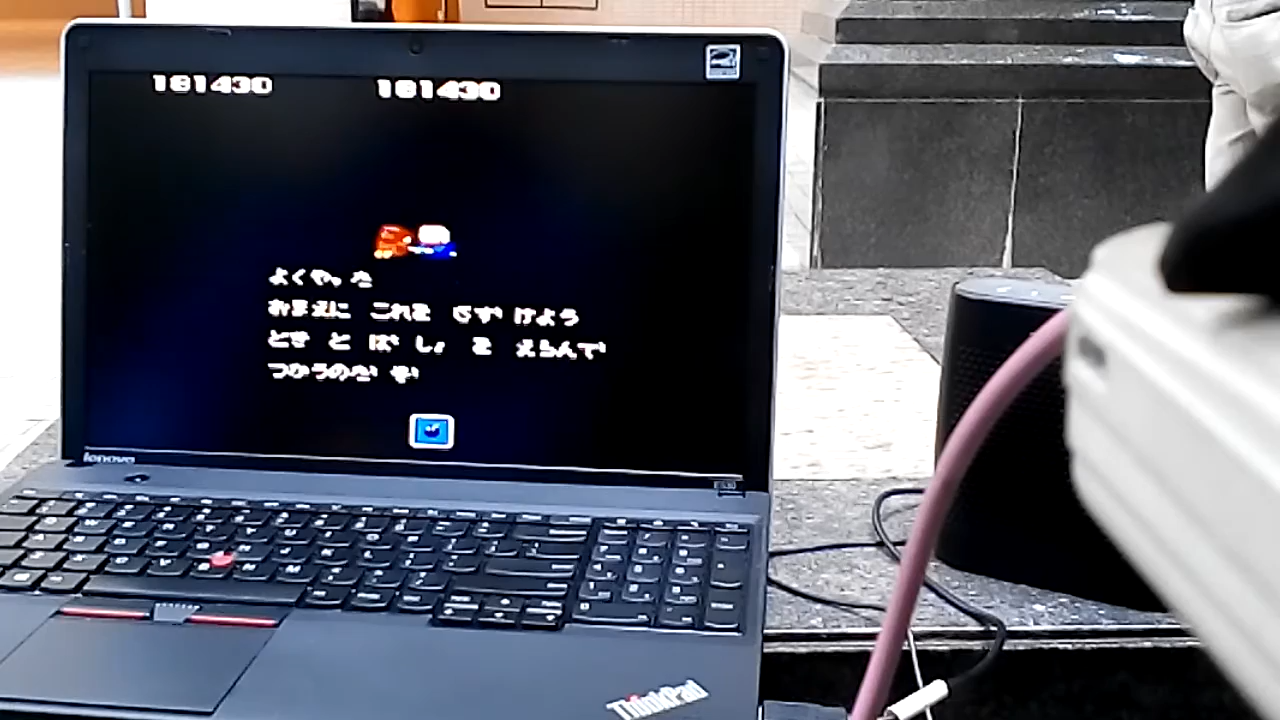 181430 181430
よくやった
おまえに これを さずけよう
とき と ばしょ を えらんで
つかうのだ ぞ
lenovo
E530
ThinkPad